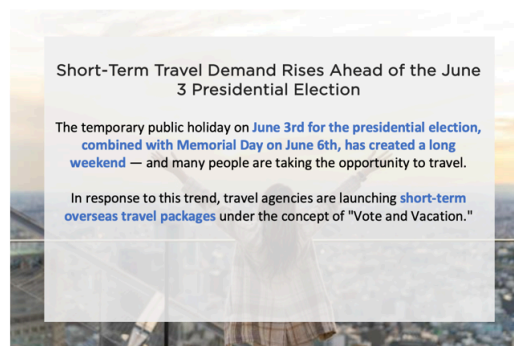 Short-Term Travel Demand Rises Ahead of the June
3 Presidential Election
The temporary public holiday on June 3rd for the presidential election,
combined with Memorial Day on June 6th, has created a long
weekend — and many people are taking the opportunity to travel.
In response to this trend, travel agencies are launching short-term
overseas travel packages under the concept of "Vote and Vacation."